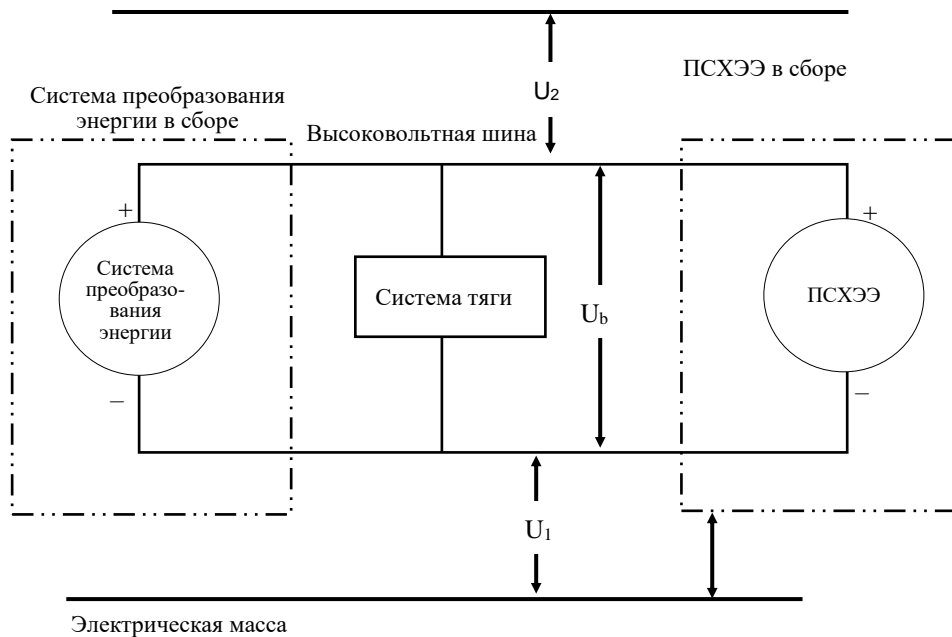 ПСХЭЭ в сборе
U2
Система преобразования
энергии в сборе
Высоковольтная шина
+
+
Система
преобразо-
вания
энергии
Система тяги
Ub
ПСХЭЭ
–
–
U1
Электрическая масса